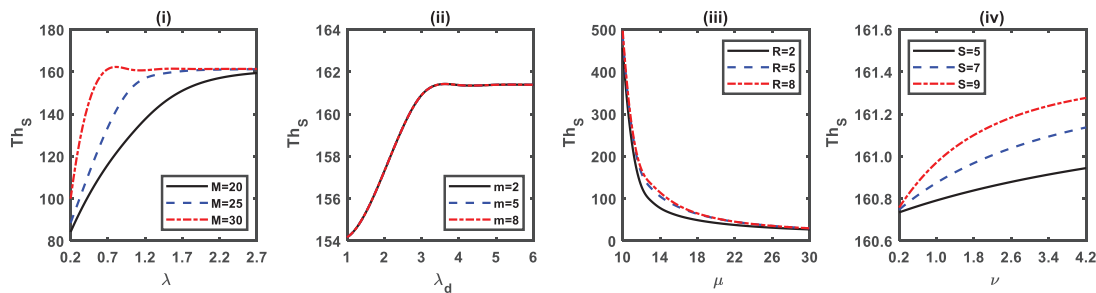 (i)
180
160
140
120
100
80
Th_S
0.2 0.7 1.2 1.7 2.2 2.7
λ
M=20
M=25
M=30
(ii)
164
162
160
158
156
154
Th_S
1 2 3 4 5 6
λ_d
m=2
m=5
m=8
(iii)
500
400
300
200
100
0
Th_S
10 14 18 22 26 30
μ
R=2
R=5
R=8
(iv)
161.6
161.4
161.2
161.0
160.8
160.6
Th_S
0.2 1.0 1.8 2.6 3.4 4.2
ν
S=5
S=7
S=9